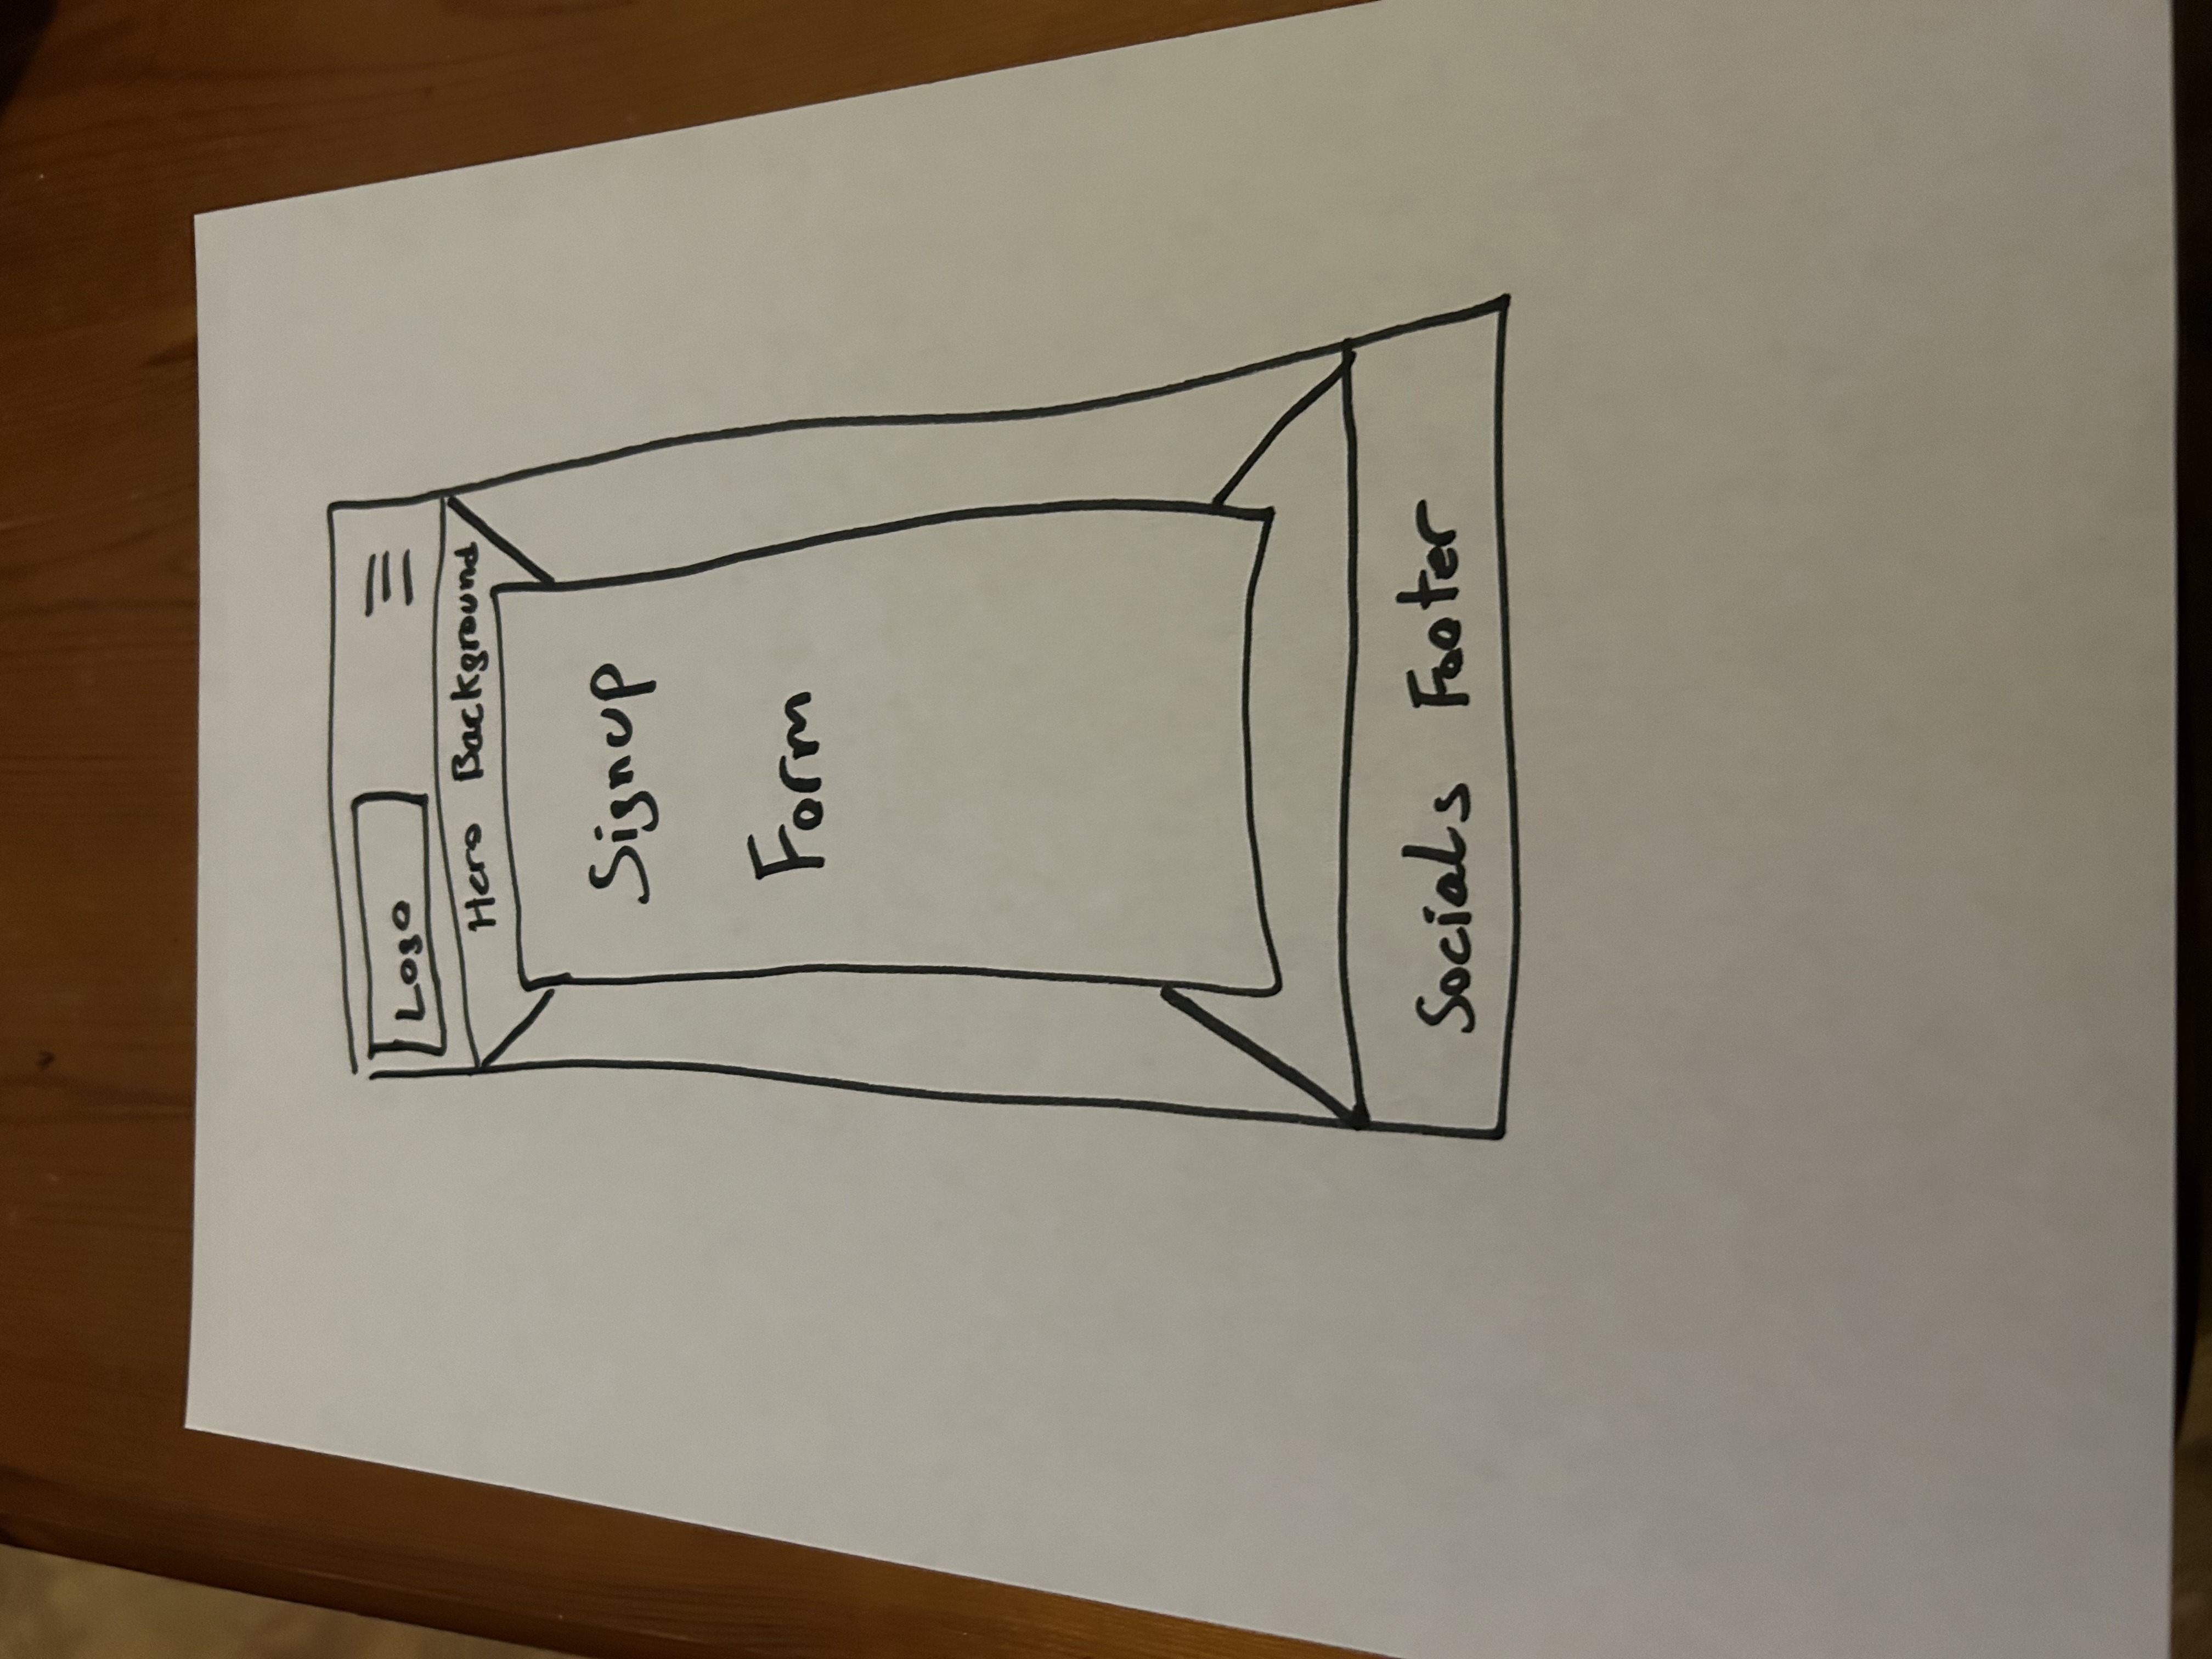 Logo
Hero Background
Signup
Form
Socials Footer